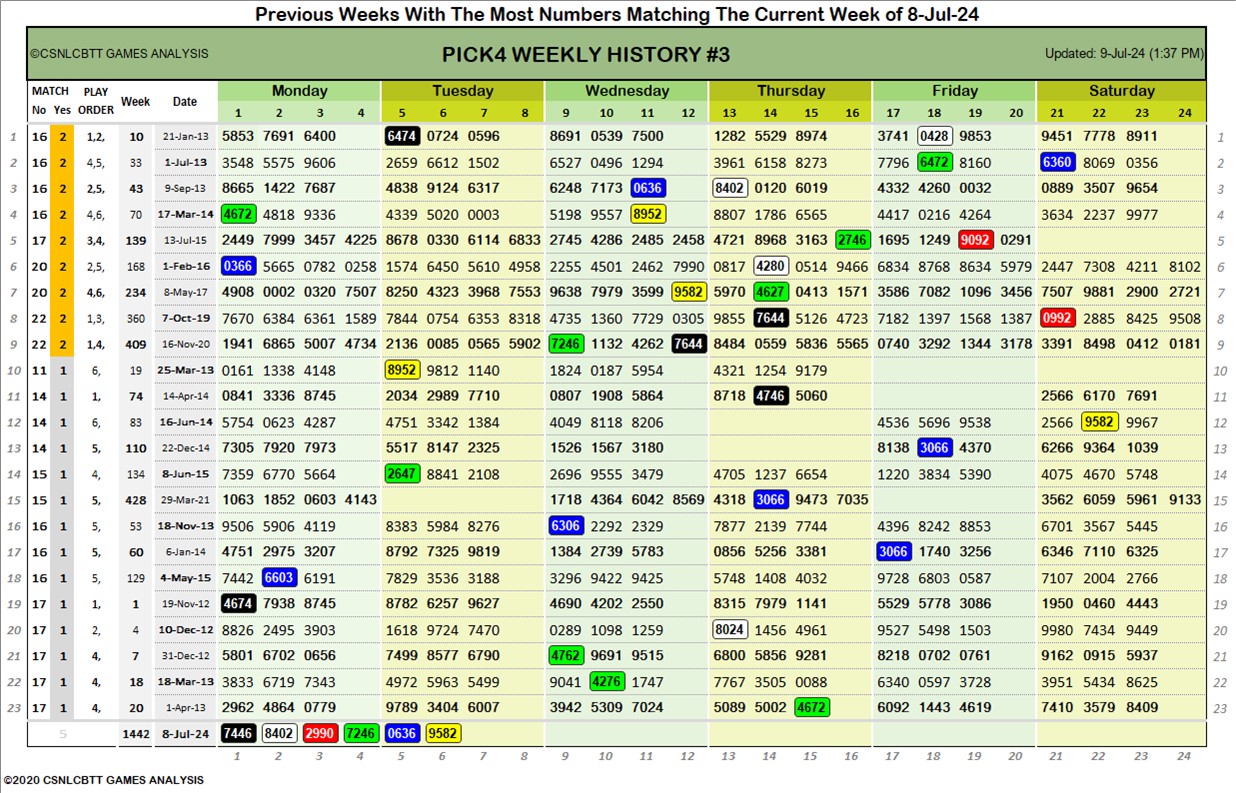 Previous Weeks With The Most Numbers Matching The Current Week of 8-Jul-24
©CSNLCBTT GAMES ANALYSIS PICK4 WEEKLY HISTORY #3 Updated: 9-Jul-24 (1:37 PM)
MATCH PLAY Week Date Monday Tuesday Wednesday Thursday Friday Saturday
No Yes ORDER 1 2 3 4 5 6 7 8 9 10 11 12 13 14 15 16 17 18 19 20 21 22 23 24
1 16 2 1,2, 10 21-Jan-13 5853 7691 6400 6474 0724 0596 8691 0539 7500 1282 5529 8974 3741 0428 9853 9451 7778 8911 1
2 16 2 4,5, 33 1-Jul-13 3548 5575 9606 2659 6612 1502 6527 0496 1294 3961 6158 8273 7796 6472 8160 6360 8069 0356 2
3 16 2 2,5, 43 9-Sep-13 8665 1422 7687 4838 9124 6317 6248 7173 0636 8402 0120 6019 4332 4260 0032 0889 3507 9654 3
4 16 2 4,6, 70 17-Mar-14 4672 4818 9336 4339 5020 0003 5198 9557 8952 8807 1786 6565 4417 0216 4264 3634 2237 9977 4
5 17 2 3,4, 139 13-Jul-15 2449 7999 3457 4225 8678 0330 6114 6833 2745 4286 2485 2458 4721 8968 3163 2746 1695 1249 9092 0291 5
6 20 2 2,5, 168 1-Feb-16 0366 5665 0782 0258 1574 6450 5610 4958 2255 4501 2462 7990 0817 4280 0514 9466 6834 8768 8634 5979 2447 7308 4211 8102 6
7 20 2 4,6, 234 8-May-17 4908 0002 0320 7507 8250 4323 3968 7553 9638 7979 3599 9582 5970 4627 0413 1571 3586 7082 1096 3456 7507 9881 2900 2721 7
8 22 2 1,3, 360 7-Oct-19 7670 6384 6361 1589 7844 0754 6353 8318 4735 1360 7729 0305 9855 7644 5126 4723 7182 1397 1568 1387 0992 2885 8425 9508 8
9 22 2 1,4, 409 16-Nov-20 1941 6865 5007 4734 2136 0085 0565 5902 7246 1132 4262 7644 8484 0559 5836 5565 0740 3292 1344 3178 3391 8498 0412 0181 9
10 11 1 6, 19 25-Mar-13 0161 1338 4148 8952 9812 1140 1824 0187 5954 4321 1254 9179 10
11 14 1 1, 74 14-Apr-14 0841 3336 8745 2034 2989 7710 0807 1908 5864 8718 4746 5060 2566 6170 7691 11
12 14 1 6, 83 16-Jun-14 5754 0623 4287 4751 3342 1384 4049 8118 8206 4536 5696 9538 2566 9582 9967 12
13 14 1 5, 110 22-Dec-14 7305 7920 7973 5517 8147 2325 1526 1567 3180 8138 3066 4370 6266 9364 1039 13
14 15 1 4, 134 8-Jun-15 7359 6770 5664 2647 8841 2108 2696 9555 3479 4705 1237 6654 1220 3834 5390 4075 4670 5748 14
15 15 1 5, 428 29-Mar-21 1063 1852 0603 4143 1718 4364 6042 8569 4318 3066 9473 7035 3562 6059 5961 9133 15
16 16 1 5, 53 18-Nov-13 9506 5906 4119 8383 5984 8276 6306 2292 2329 7877 2139 7744 4396 8242 8853 6701 3567 5445 16
17 16 1 5, 60 6-Jan-14 4751 2975 3207 8792 7325 9819 1384 2739 5783 0856 5256 3381 3066 1740 3256 6346 7110 6325 17
18 16 1 5, 129 4-May-15 7442 6603 6191 7829 3536 3188 3296 9422 9425 5748 1408 4032 9728 6803 0587 7107 2004 2766 18
19 17 1 1, 1 19-Nov-12 4674 7938 8745 8782 6257 9627 4690 4202 2550 8315 7979 1141 5529 5778 3086 1950 0460 4443 19
20 17 1 2, 4 10-Dec-12 8826 2495 3903 1618 9724 7470 0289 1098 1259 8024 1456 4961 9527 5498 1503 9980 7434 9449 20
21 17 1 4, 7 31-Dec-12 5801 6702 0656 7499 8577 6790 4762 9691 9515 6800 5856 9281 8218 0702 0761 9162 0915 5937 21
22 17 1 4, 18 18-Mar-13 3833 6719 7343 4972 5963 5499 9041 4276 1747 7767 3505 0088 6340 0597 3728 3951 5434 8625 22
23 17 1 4, 20 1-Apr-13 2962 4864 0779 9789 3404 6007 3942 5309 7024 5089 5002 4672 6092 1443 4619 7410 3579 8409 23
5 1442 8-Jul-24 7446 8402 2990 7246 0636 9582
1 2 3 4 5 6 7 8 9 10 11 12 13 14 15 16 17 18 19 20 21 22 23 24
©2020 CSNLCBTT GAMES ANALYSIS